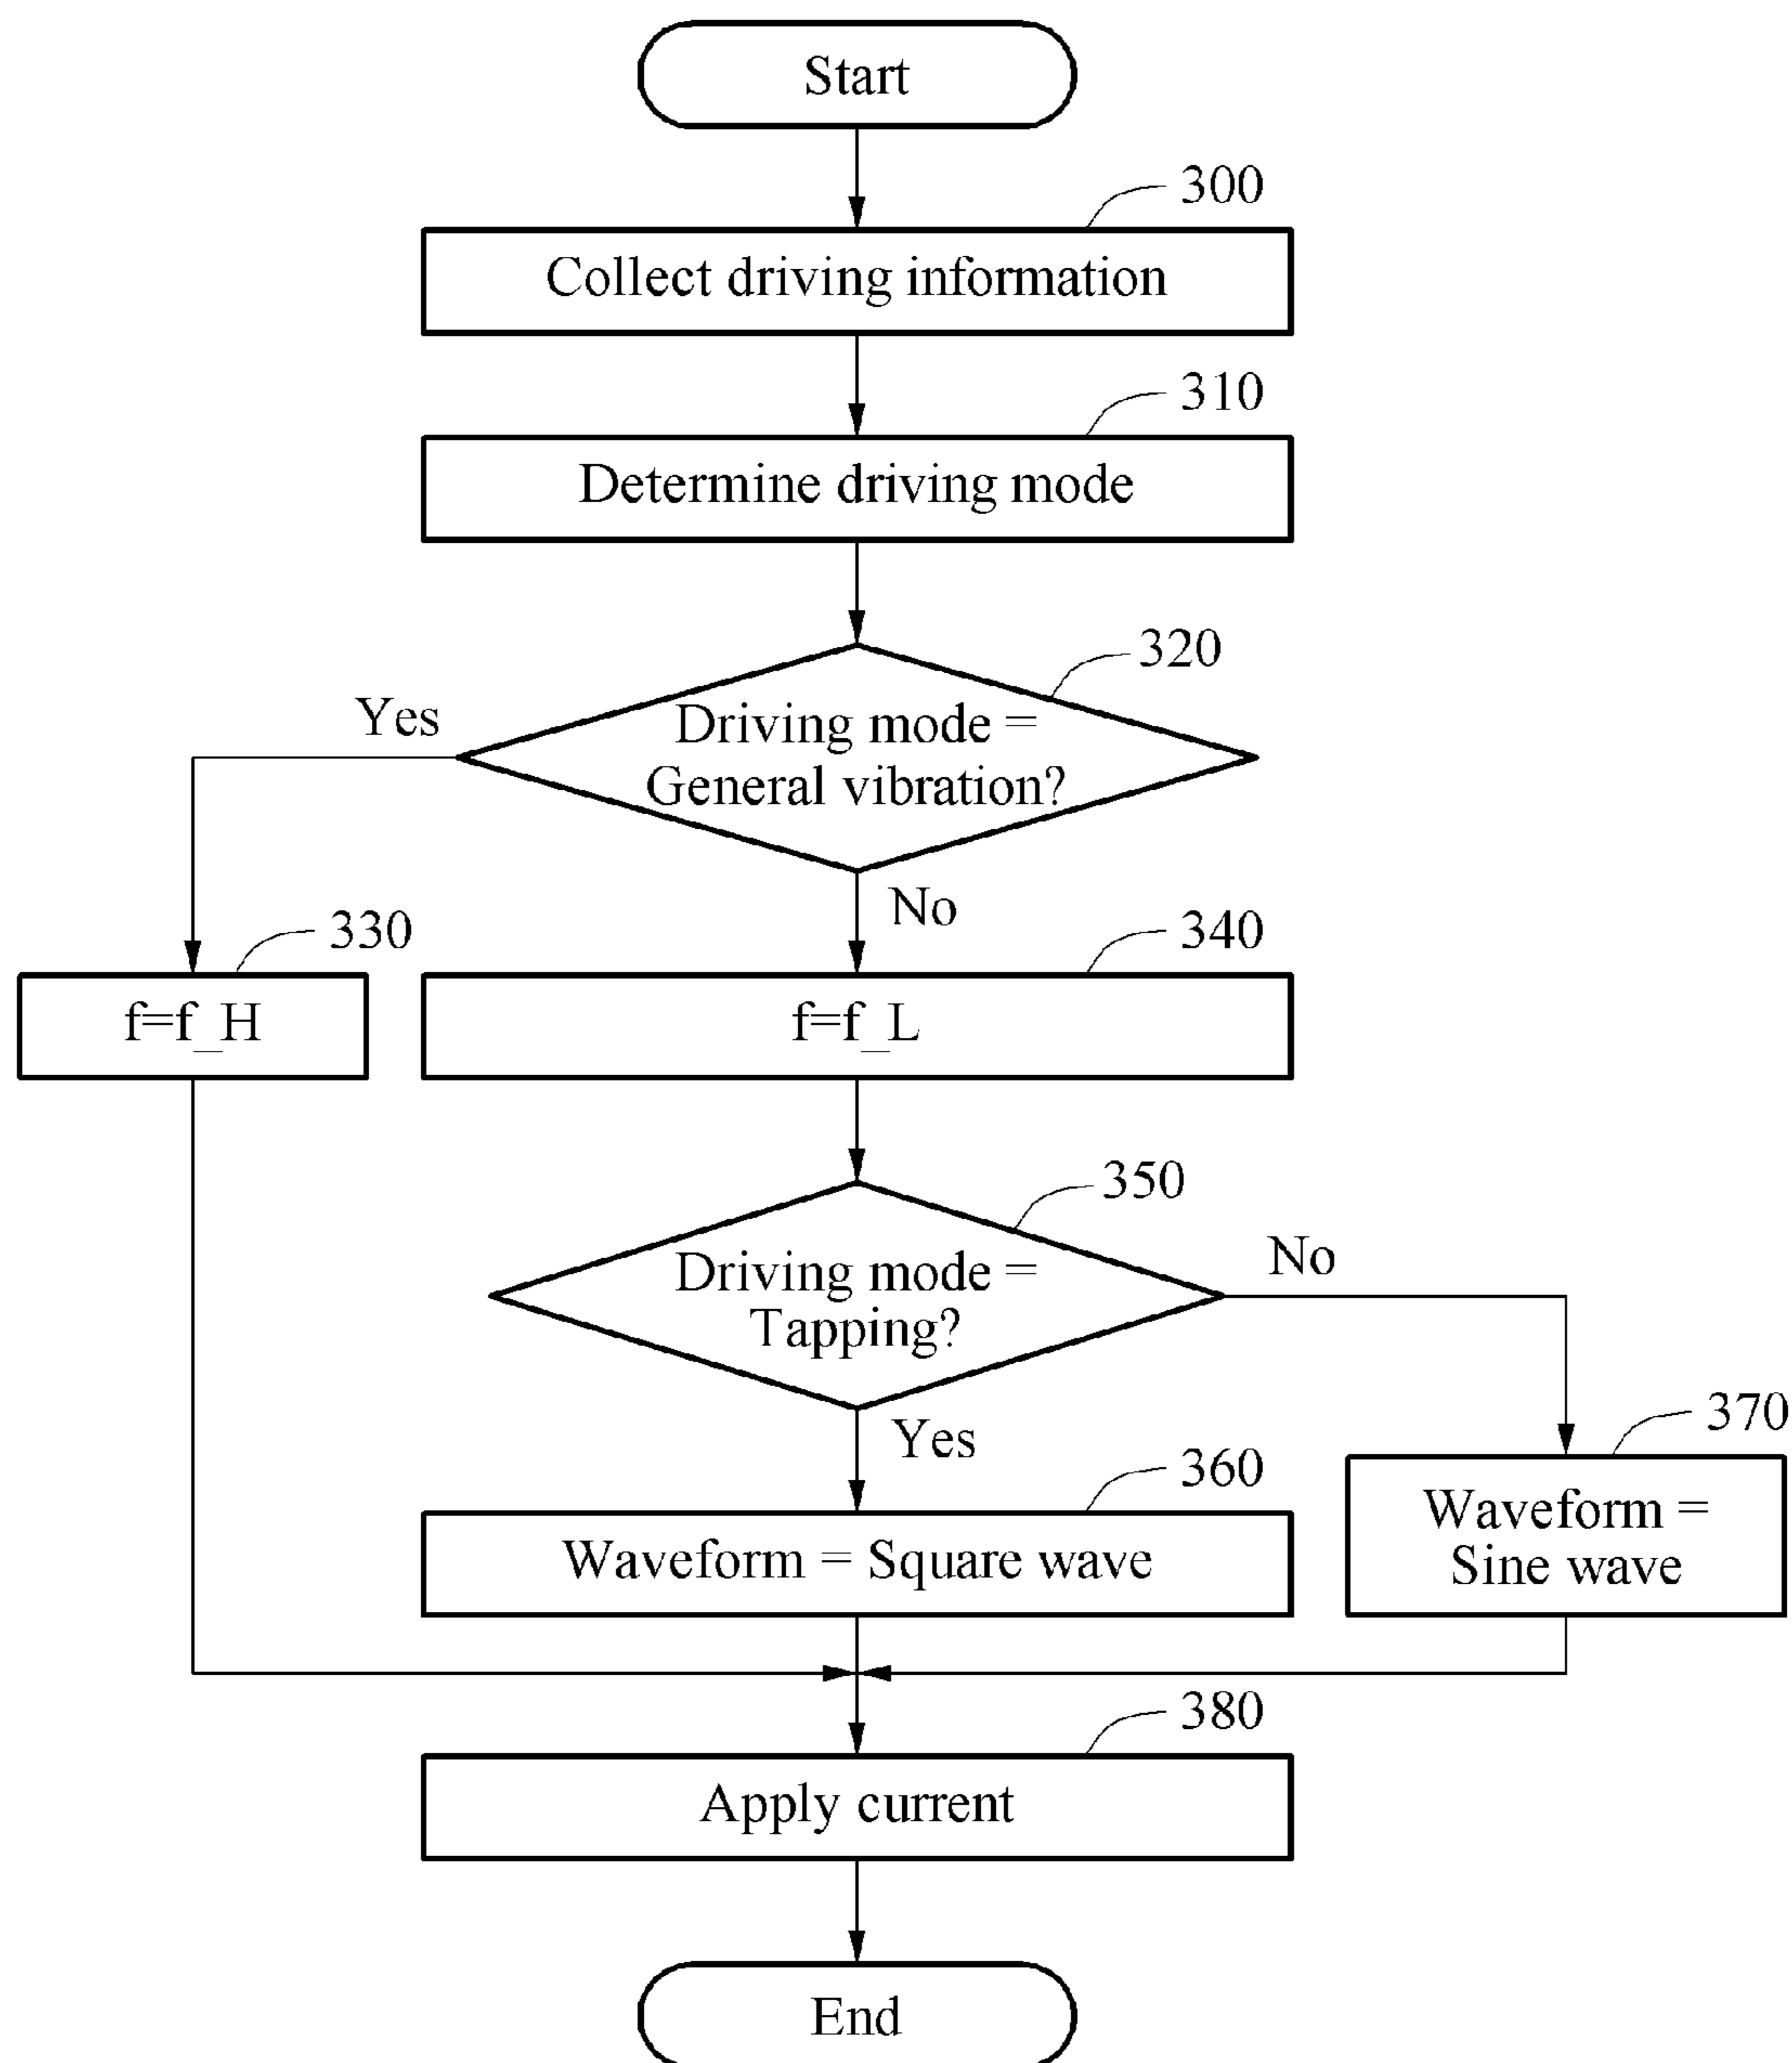 Start
300
Collect driving information
310
Determine driving mode
320
Yes
Driving mode =
General vibration?
No
330
340
f=f_H
f=f_L
350
Driving mode =
Tapping?
No
Yes
360
370
Waveform = Square wave
Waveform =
Sine wave
380
Apply current
End